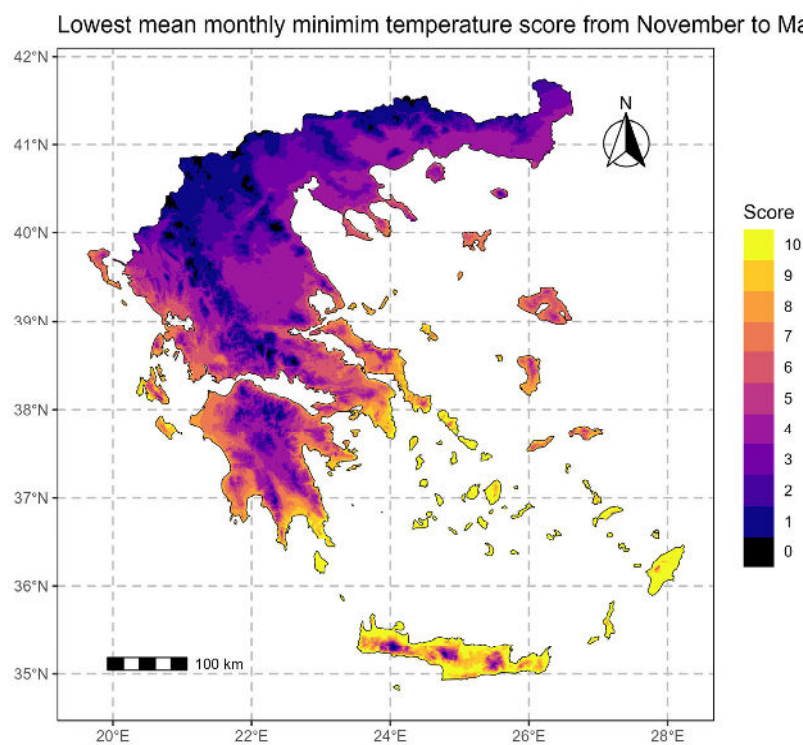 Lowest mean monthly minimim temperature score from November to Ma
42°N
41°N
40°N
39°N
38°N
37°N
36°N
35°N
20°E
22°E
24°E
26°E
28°E
N
100 km
Score
10
9
8
7
6
5
4
3
2
1
0